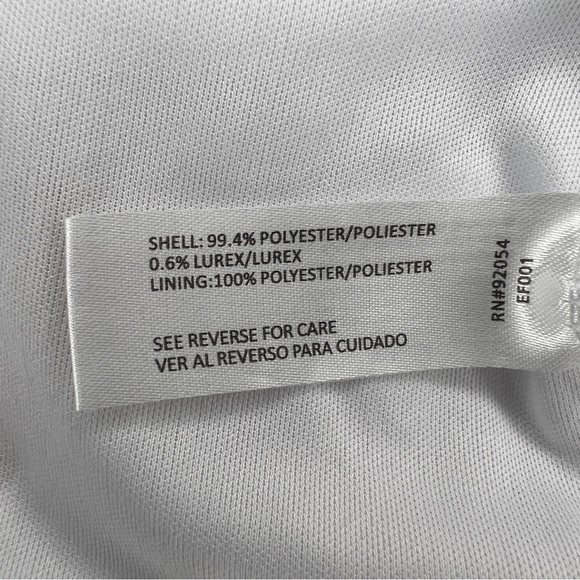 SHELL: 99.4% POLYESTER/POLIESTER
0.6% LUREX/LUREX
LINING:100% POLYESTER/POLIESTER
SEE REVERSE FOR CARE
VER AL REVERSO PARA CUIDADO
RN#92054
EF001